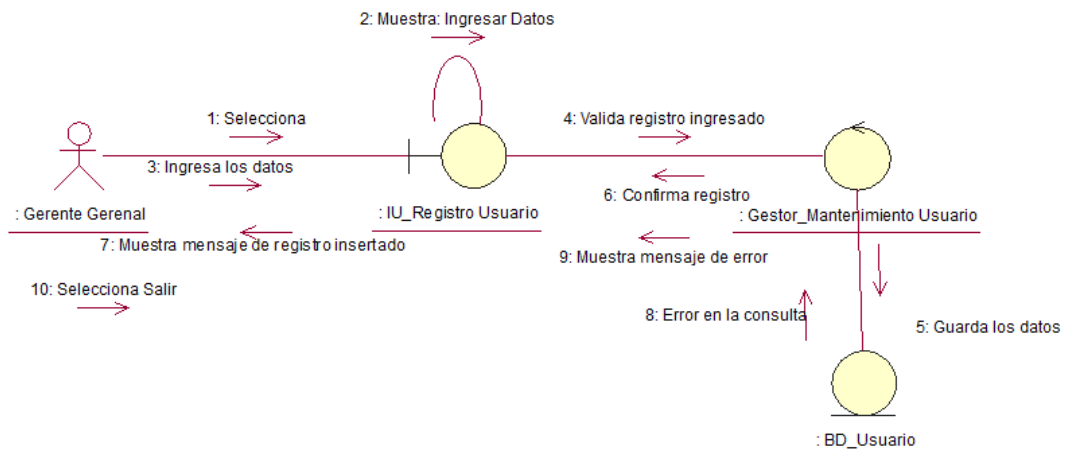 2: Muestra: Ingresar Datos
1: Selecciona
4: Valida registro ingresado
3: Ingresa los datos
6: Confirma registro
: Gerente Gerenal
: IU_Registro Usuario
: Gestor_Mantenimiento Usuario
7: Muestra mensaje de registro insertado
9: Muestra mensaje de error
10: Selecciona Salir
8: Error en la consulta
5: Guarda los datos
: BD_Usuario